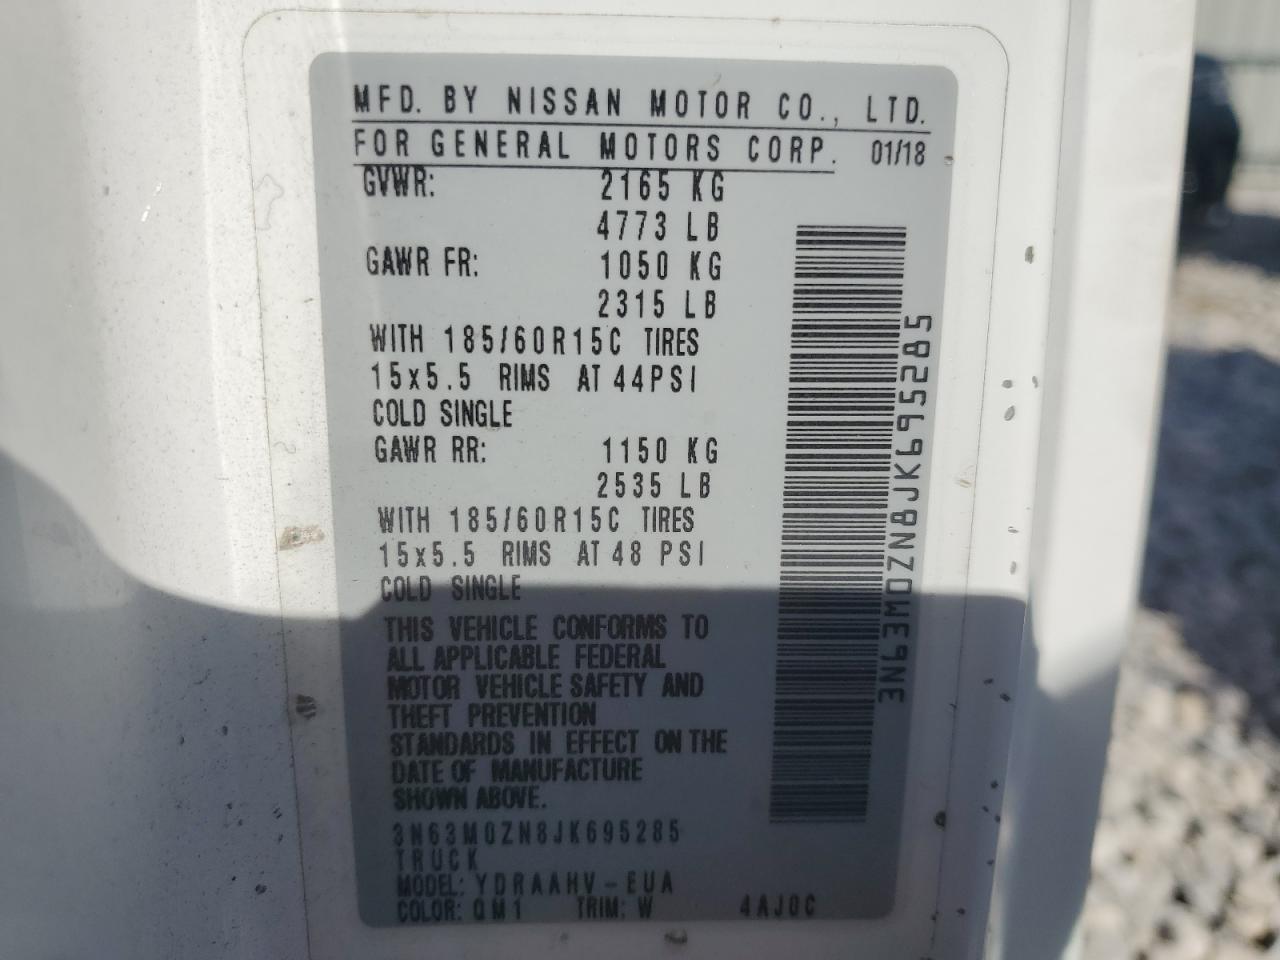 MFD. BY NISSAN MOTOR CO., LTD.
FOR GENERAL MOTORS CORP. 01/18
GVWR: 2165 KG
4773 LB
GAWR FR: 1050 KG
2315 LB
WITH 185/60R15C TIRES
15x5.5 RIMS AT 44PSI
COLD SINGLE
GAWR RR: 1150 KG
2535 LB
WITH 185/60R15C TIRES
15x5.5 RIMS AT 48 PSI
COLD SINGLE
THIS VEHICLE CONFORMS TO
ALL APPLICABLE FEDERAL
MOTOR VEHICLE SAFETY AND
THEFT PREVENTION
STANDARDS IN EFFECT ON THE
DATE OF MANUFACTURE
SHOWN ABOVE.
3N63M0ZN8JK695285
TRUCK
MODEL: YDRAAHV-EUA
COLOR: QM1 TRIM: W 4AJ0C
3N63M0ZN8JK695285